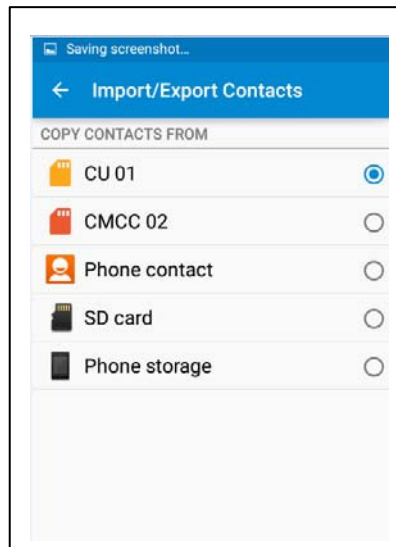 Saving screenshot...
Import/Export Contacts
COPY CONTACTS FROM
CU 01
CMCC 02
Phone contact
SD card
Phone storage